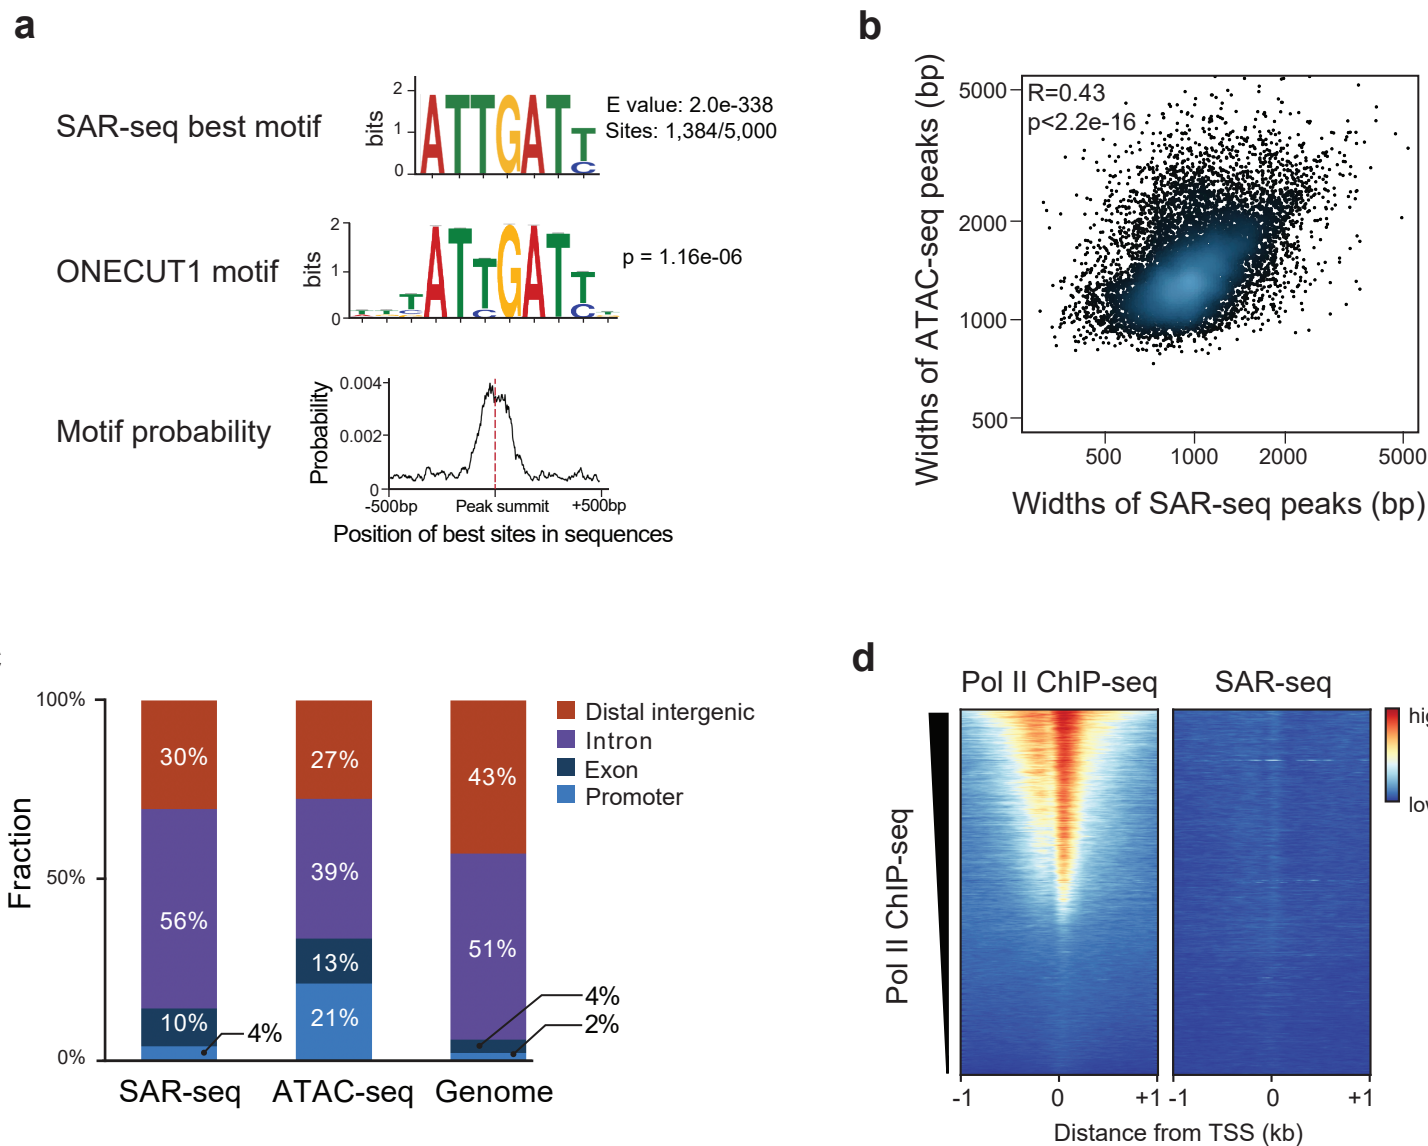 a
SAR-seq best motif
bits
2
1
0
ATTGATT
C
E value: 2.0e-338
Sites: 1,384/5,000
ONECUT1 motif
bits
2
1
0
TTTATTGATTT
C C C
p = 1.16e-06
Motif probability
Probability
0.004
0.002
0
-500bp
Peak summit
+500bp
Position of best sites in sequences
b
Widths of ATAC-seq peaks (bp)
5000
2000
1000
500
R=0.43
p<2.2e-16
500
1000
2000
5000
Widths of SAR-seq peaks (bp)
Fraction
100%
50%
0%
30%
56%
10%
4%
27%
39%
13%
21%
43%
51%
4%
2%
SAR-seq
ATAC-seq
Genome
Distal intergenic
Intron
Exon
Promoter
d
Pol II ChIP-seq
SAR-seq
Pol II ChIP-seq
-1
0
+1
-1
0
+1
Distance from TSS (kb)